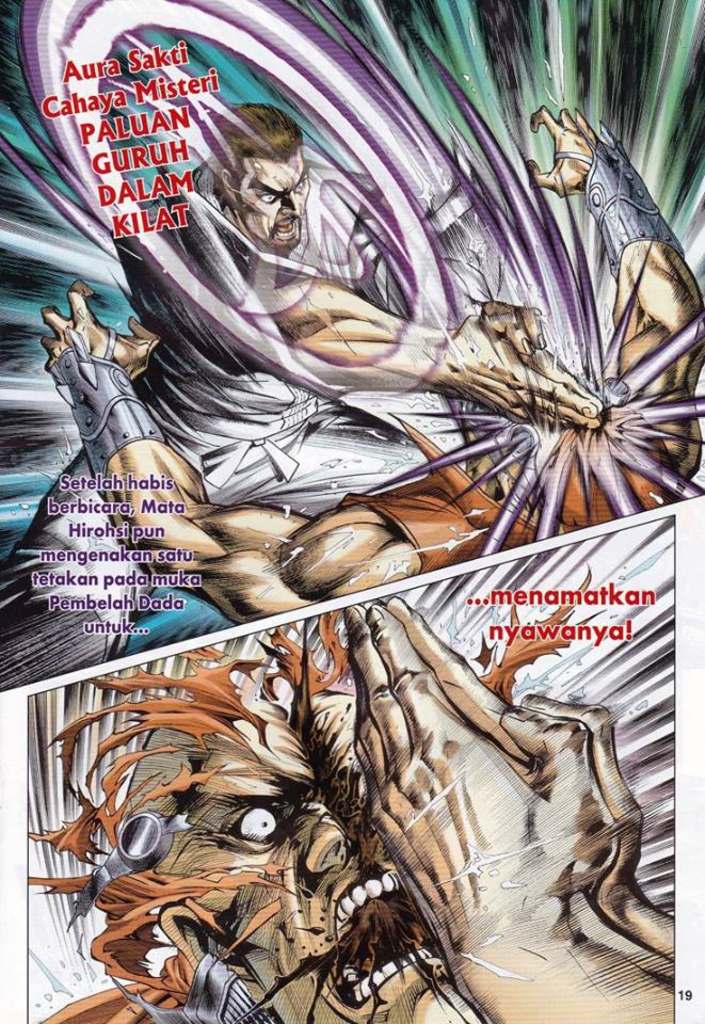 Aura Sakti
Cahaya Misteri
PALUAN
GURUH
DALAM
KILAT
Setelah habis
berbicara, Mata
Hirohsi pun
mengenakan satu
tetakan pada muka
Pembelah Dada
untuk...
...menamatkan
nyawanya!
19